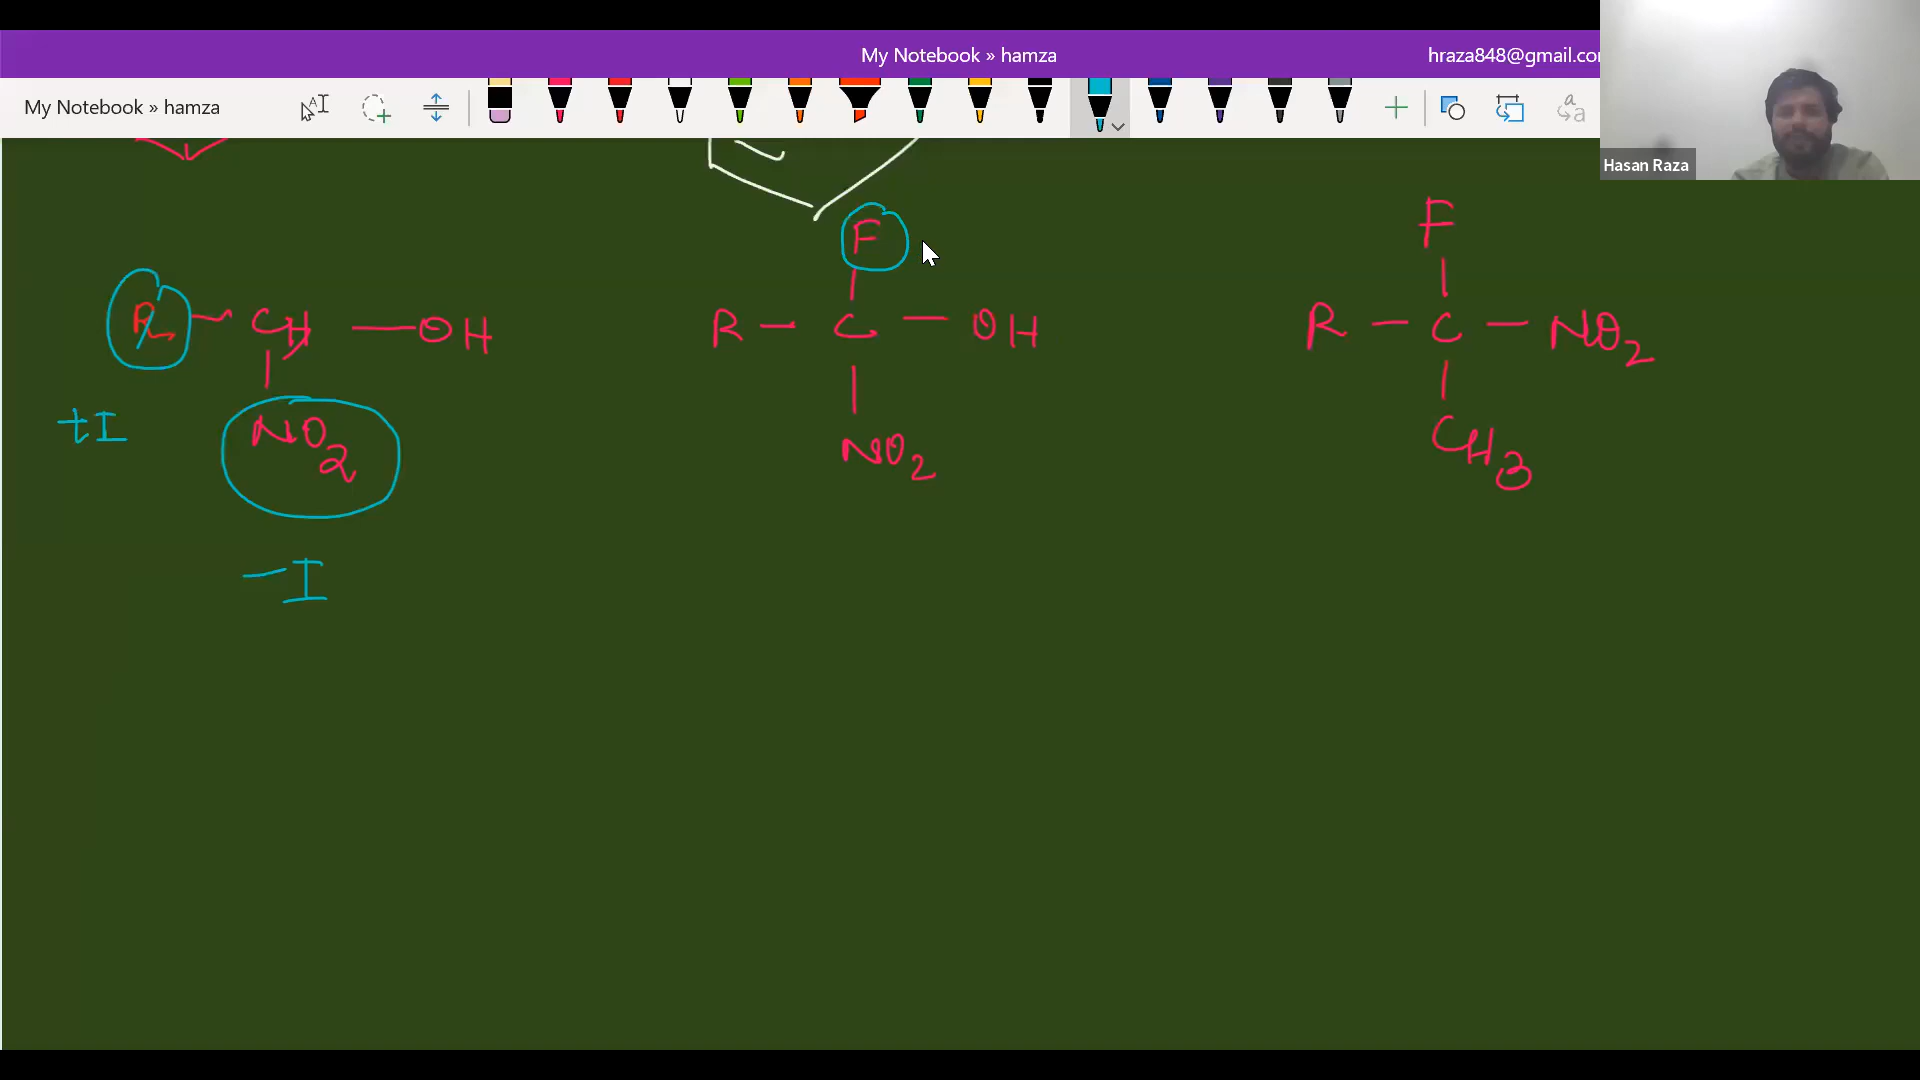 My Notebook » hamza
hraza848@gmail.co
My Notebook » hamza
Hasan Raza
F
F
R - CH - OH
R - C - OH
R - C - NO2
+I
NO2
NO2
CH3
-I